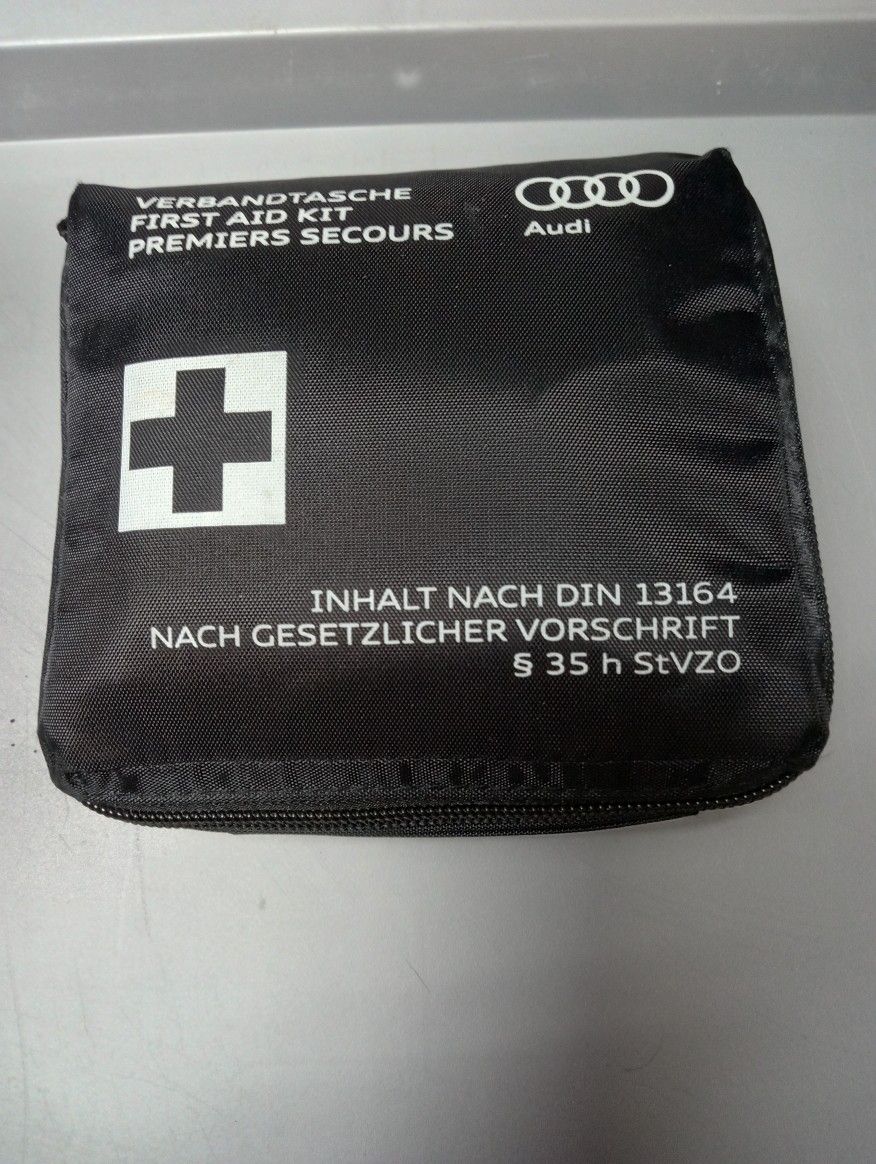 VERBANDTASCHE
FIRST AID KIT
PREMIERS SECOURS
Audi
INHALT NACH DIN 13164
NACH GESETZLICHER VORSCHRIFT
§ 35 h StVZO